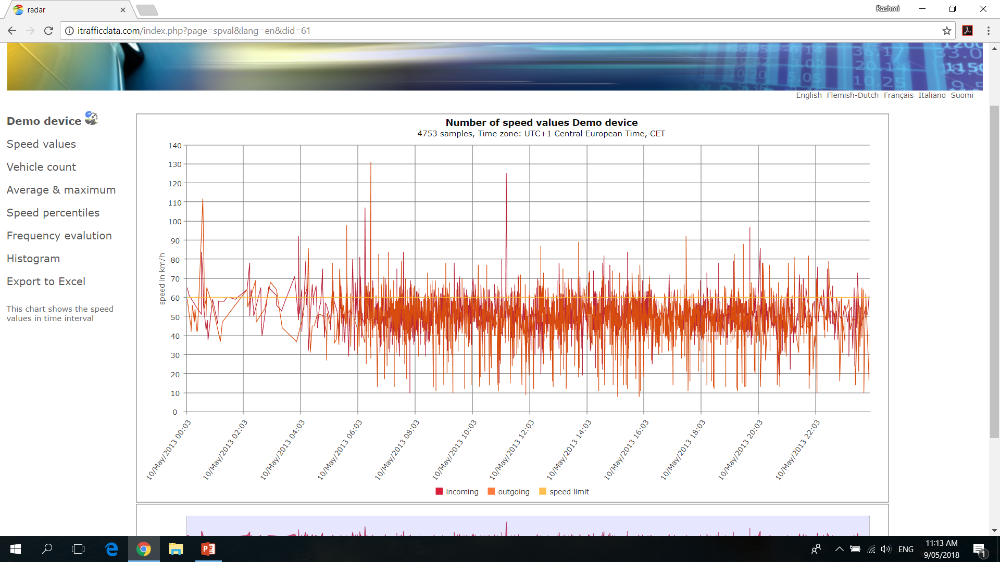 radar
Rashmi
itrafficdata.com/index.php?page=spval&lang=en&did=61
English Flemish-Dutch Français Italiano Suomi
Demo device
Speed values
Vehicle count
Average & maximum
Speed percentiles
Frequency evalution
Histogram
Export to Excel
This chart shows the speed
values in time interval
Number of speed values Demo device
4753 samples, Time zone: UTC+1 Central European Time, CET
speed in km/h
140
130
120
110
100
90
80
70
60
50
40
30
20
10
0
10/May/2013 00:03
10/May/2013 02:03
10/May/2013 04:03
10/May/2013 06:03
10/May/2013 08:03
10/May/2013 10:03
10/May/2013 12:03
10/May/2013 14:03
10/May/2013 16:03
10/May/2013 18:03
10/May/2013 20:03
10/May/2013 22:03
incoming outgoing speed limit
ENG
11:13 AM
9/05/2018
1